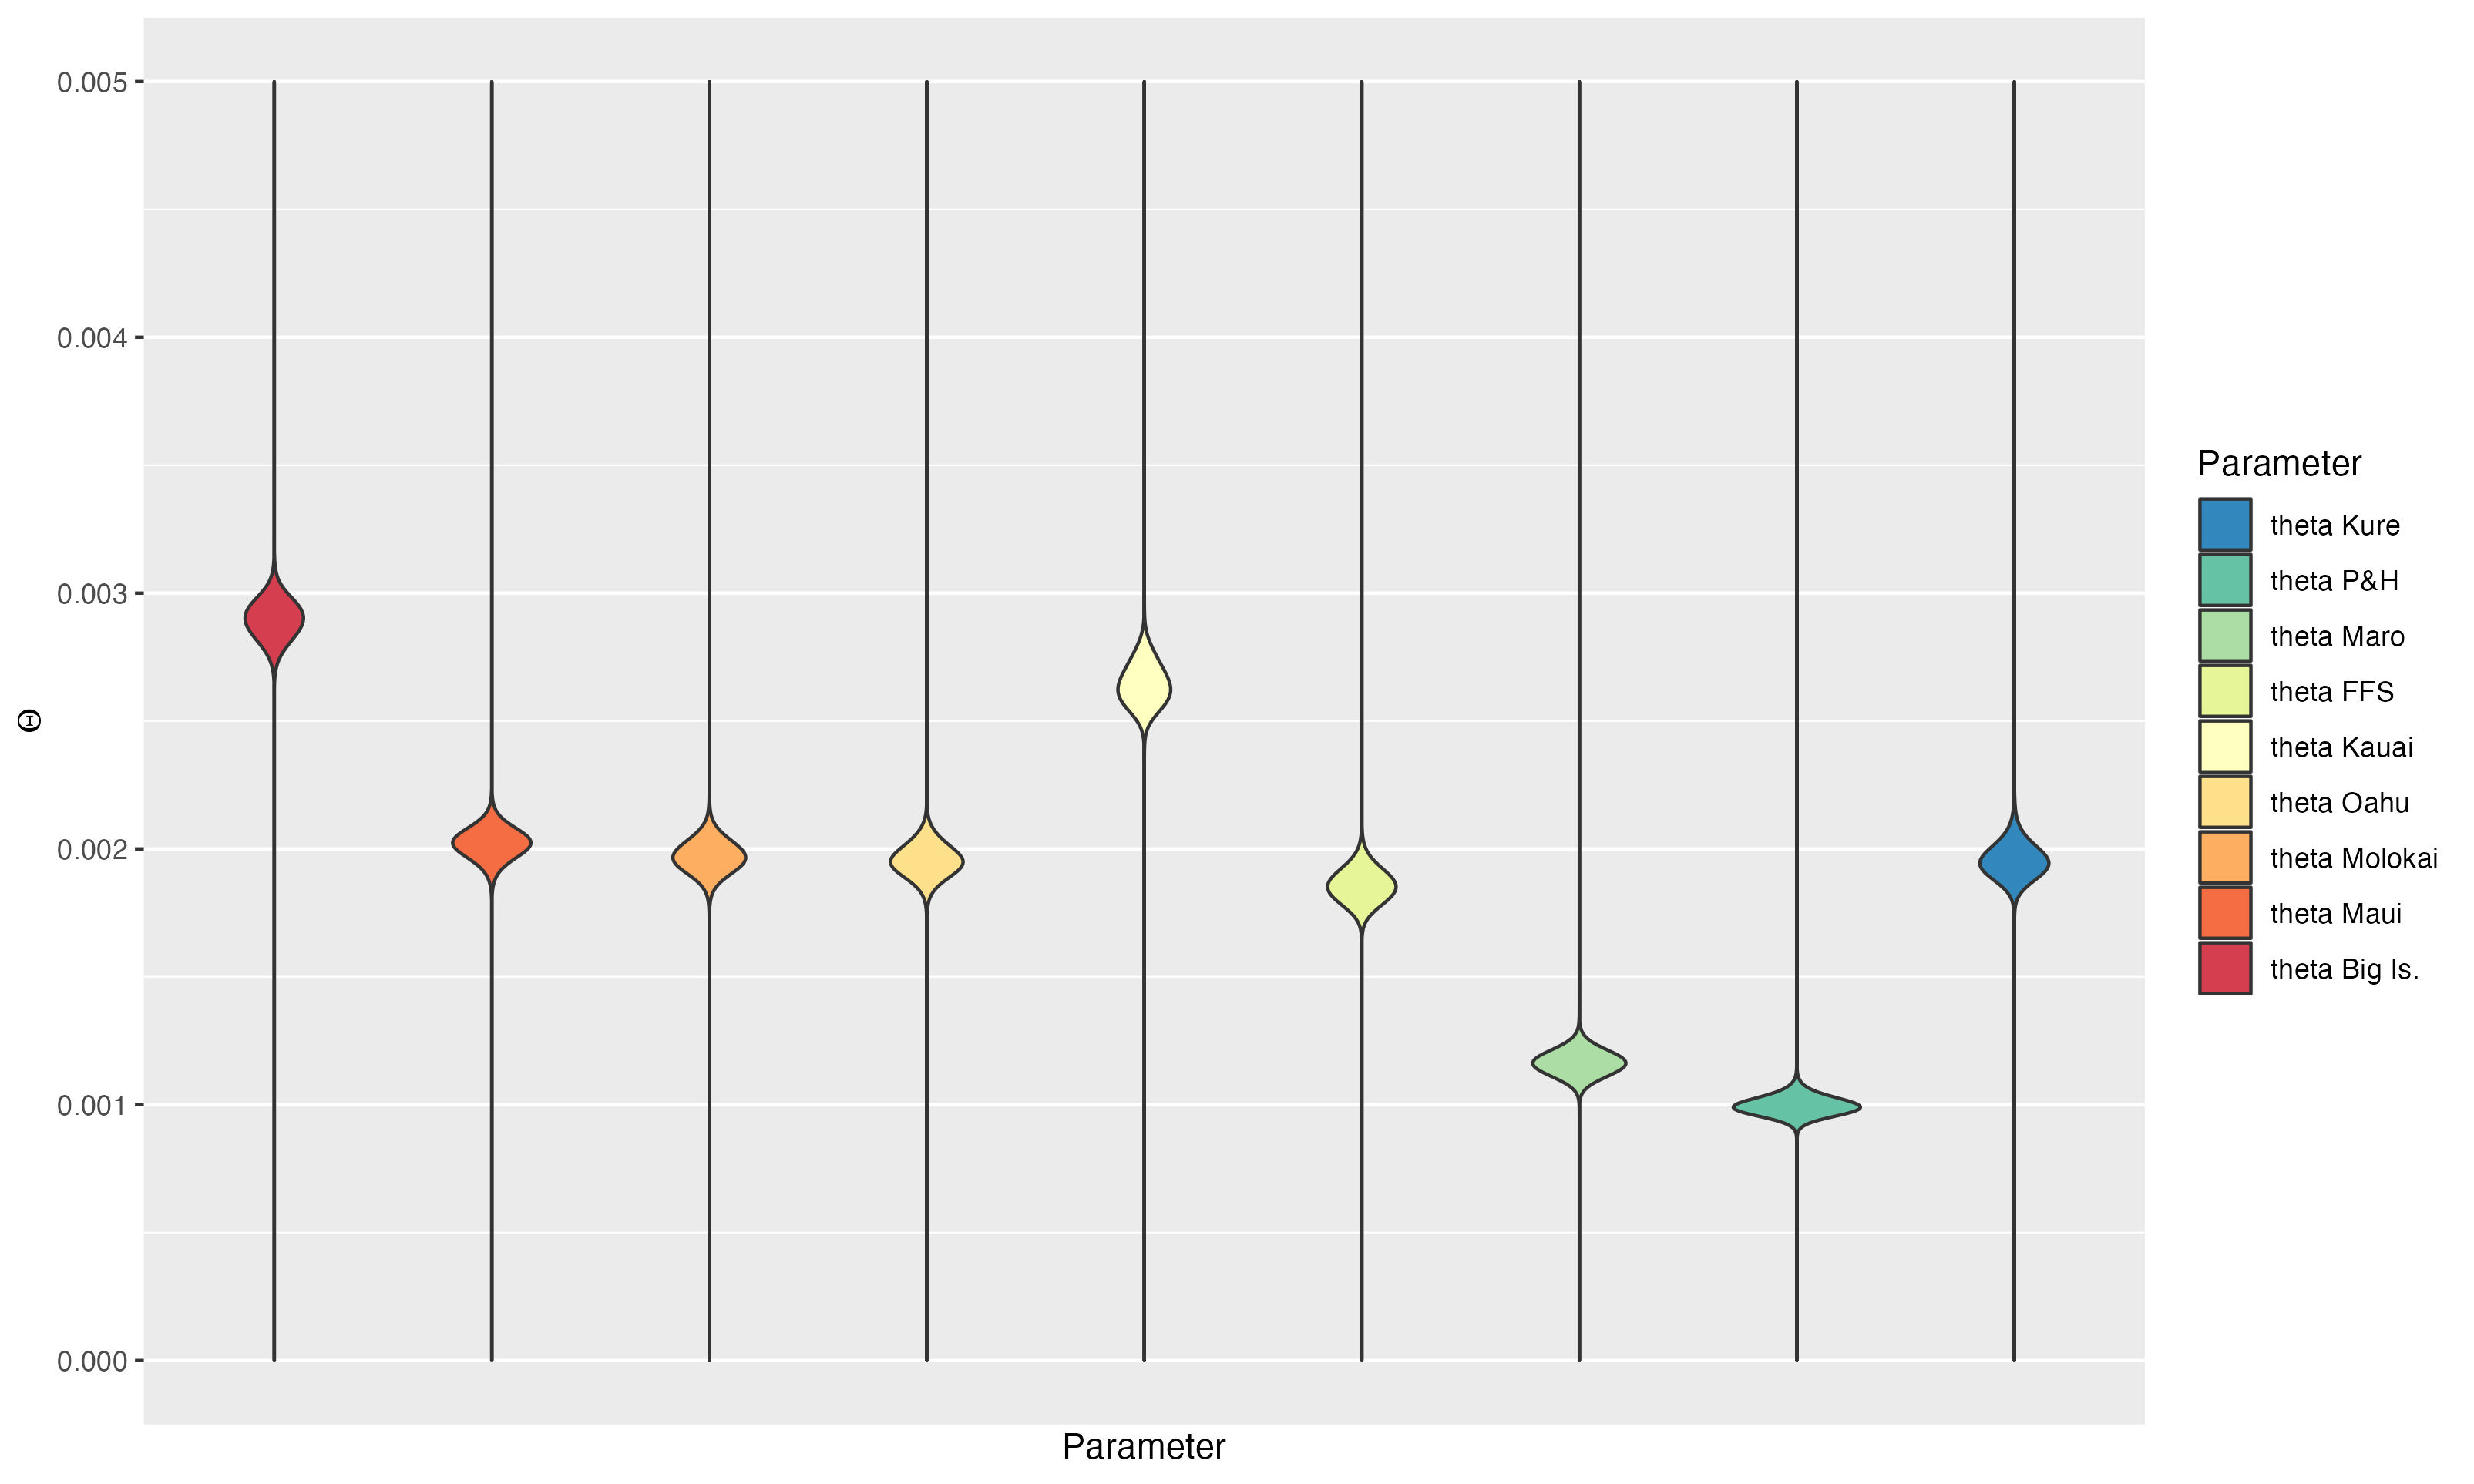 0.005
0.004
0.003
0.002
0.001
0.000
Θ
Parameter
Parameter
theta Kure
theta P&H
theta Maro
theta FFS
theta Kauai
theta Oahu
theta Molokai
theta Maui
theta Big Is.